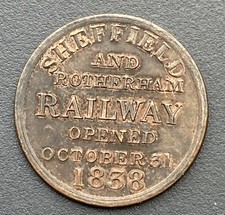 SHEFFIELD
AND
ROTHERHAM
RAILWAY
OPENED
OCTOBER 31
1838